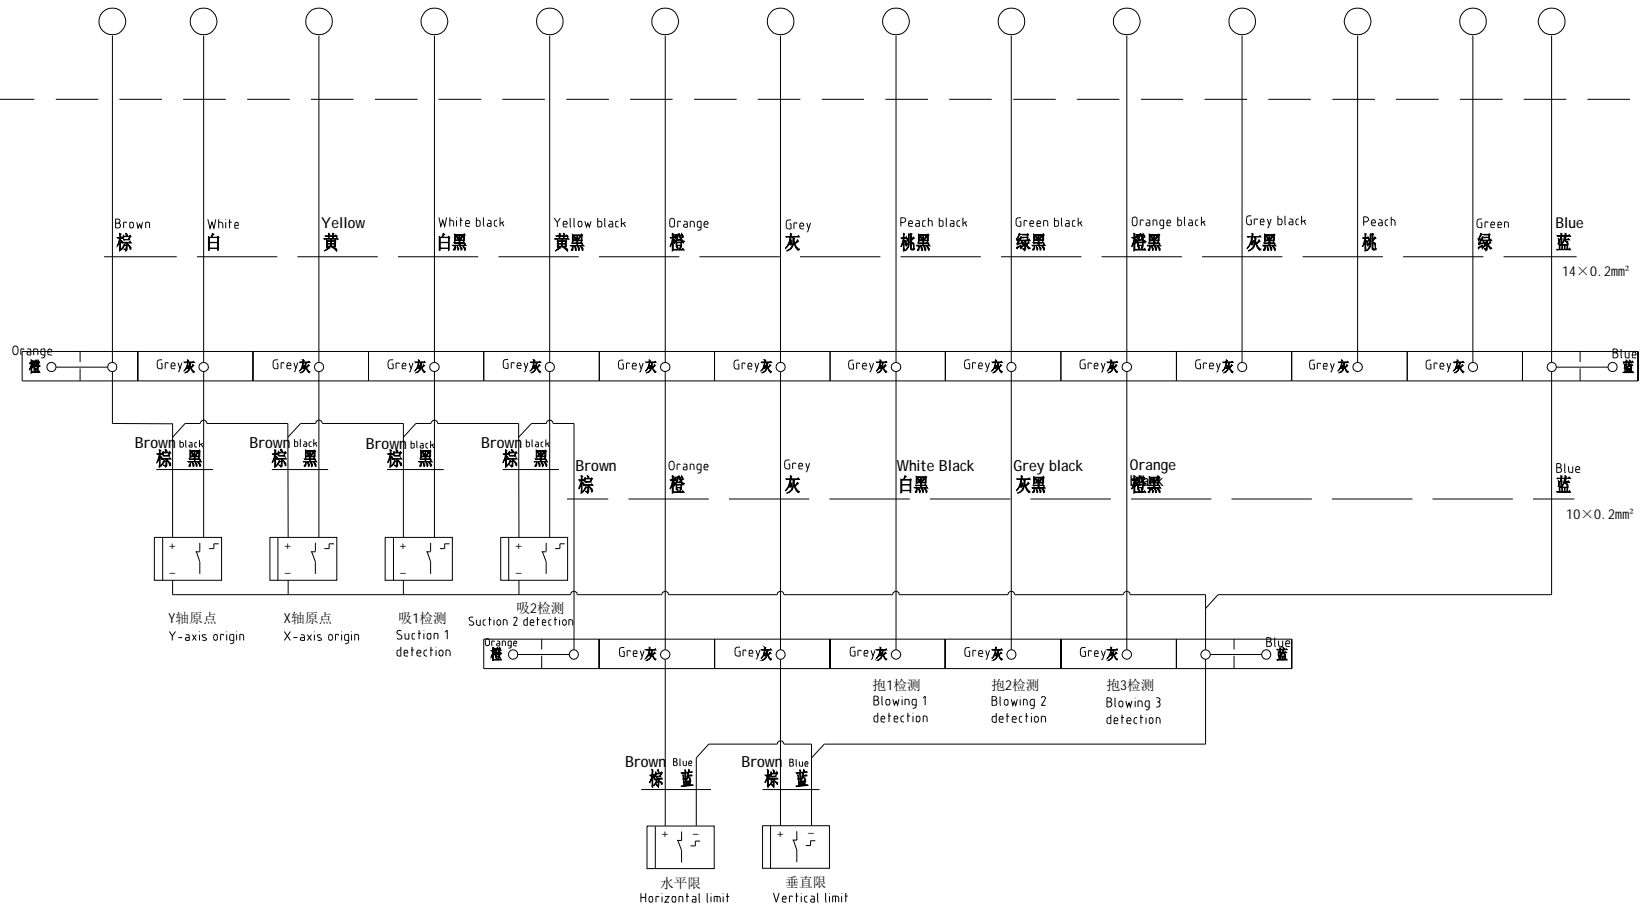 Brown White Yellow White black Yellow black Orange Grey Peach black Green black Orange black Grey black Peach Green Blue
棕 白 黄 白黑 黄黑 橙 灰 桃黑 绿黑 橙黑 灰黑 桃 绿 蓝
14×0.2mm²
Orange Blue
橙 Grey灰 Grey灰 Grey灰 Grey灰 Grey灰 Grey灰 Grey灰 Grey灰 Grey灰 Grey灰 Grey灰 Grey灰 蓝
Brown black Brown black Brown black Brown black
棕 黑 棕 黑 棕 黑 棕 黑
Brown Orange Grey White Black Grey black Orange Blue
棕 橙 灰 白黑 灰黑 橙黑 蓝
10×0.2mm²
+ + + +
− − − −
Y轴原点 X轴原点 吸1检测 吸2检测
Y-axis origin X-axis origin Suction 1 Suction 2 detection
detection
Orange Blue
橙 Grey灰 Grey灰 Grey灰 Grey灰 Grey灰 蓝
抱1检测 抱2检测 抱3检测
Blowing 1 Blowing 2 Blowing 3
detection detection detection
Brown Blue Brown Blue
棕 蓝 棕 蓝
+ − + −
水平限 垂直限
Horizontal limit Vertical limit